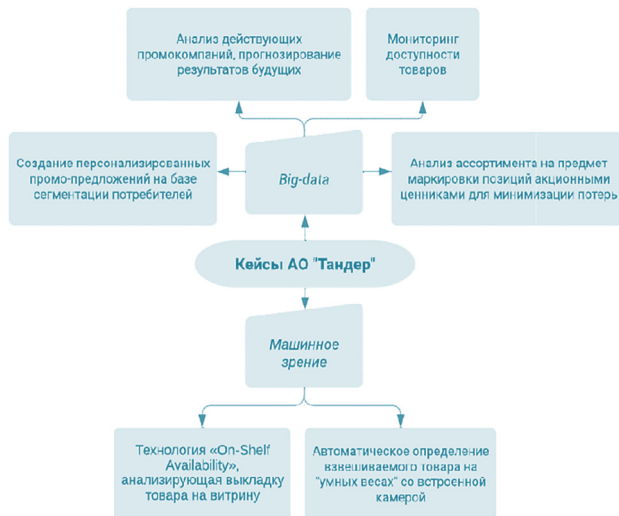 Анализ действующих
промокомпаний, прогнозирование
результатов будущих
Мониторинг
доступности
товаров
Создание персонализированных
промо-предложений на базе
сегментации потребителей
Big-data
Анализ ассортимента на предмет
маркировки позиций акционными
ценниками для минимизации потерь
Кейсы АО "Тандер"
Машинное
зрение
Технология «On-Shelf
Availability»,
анализирующая выкладку
товара на витрину
Автоматическое определение
взвешиваемого товара на
"умных весах" со встроенной
камерой